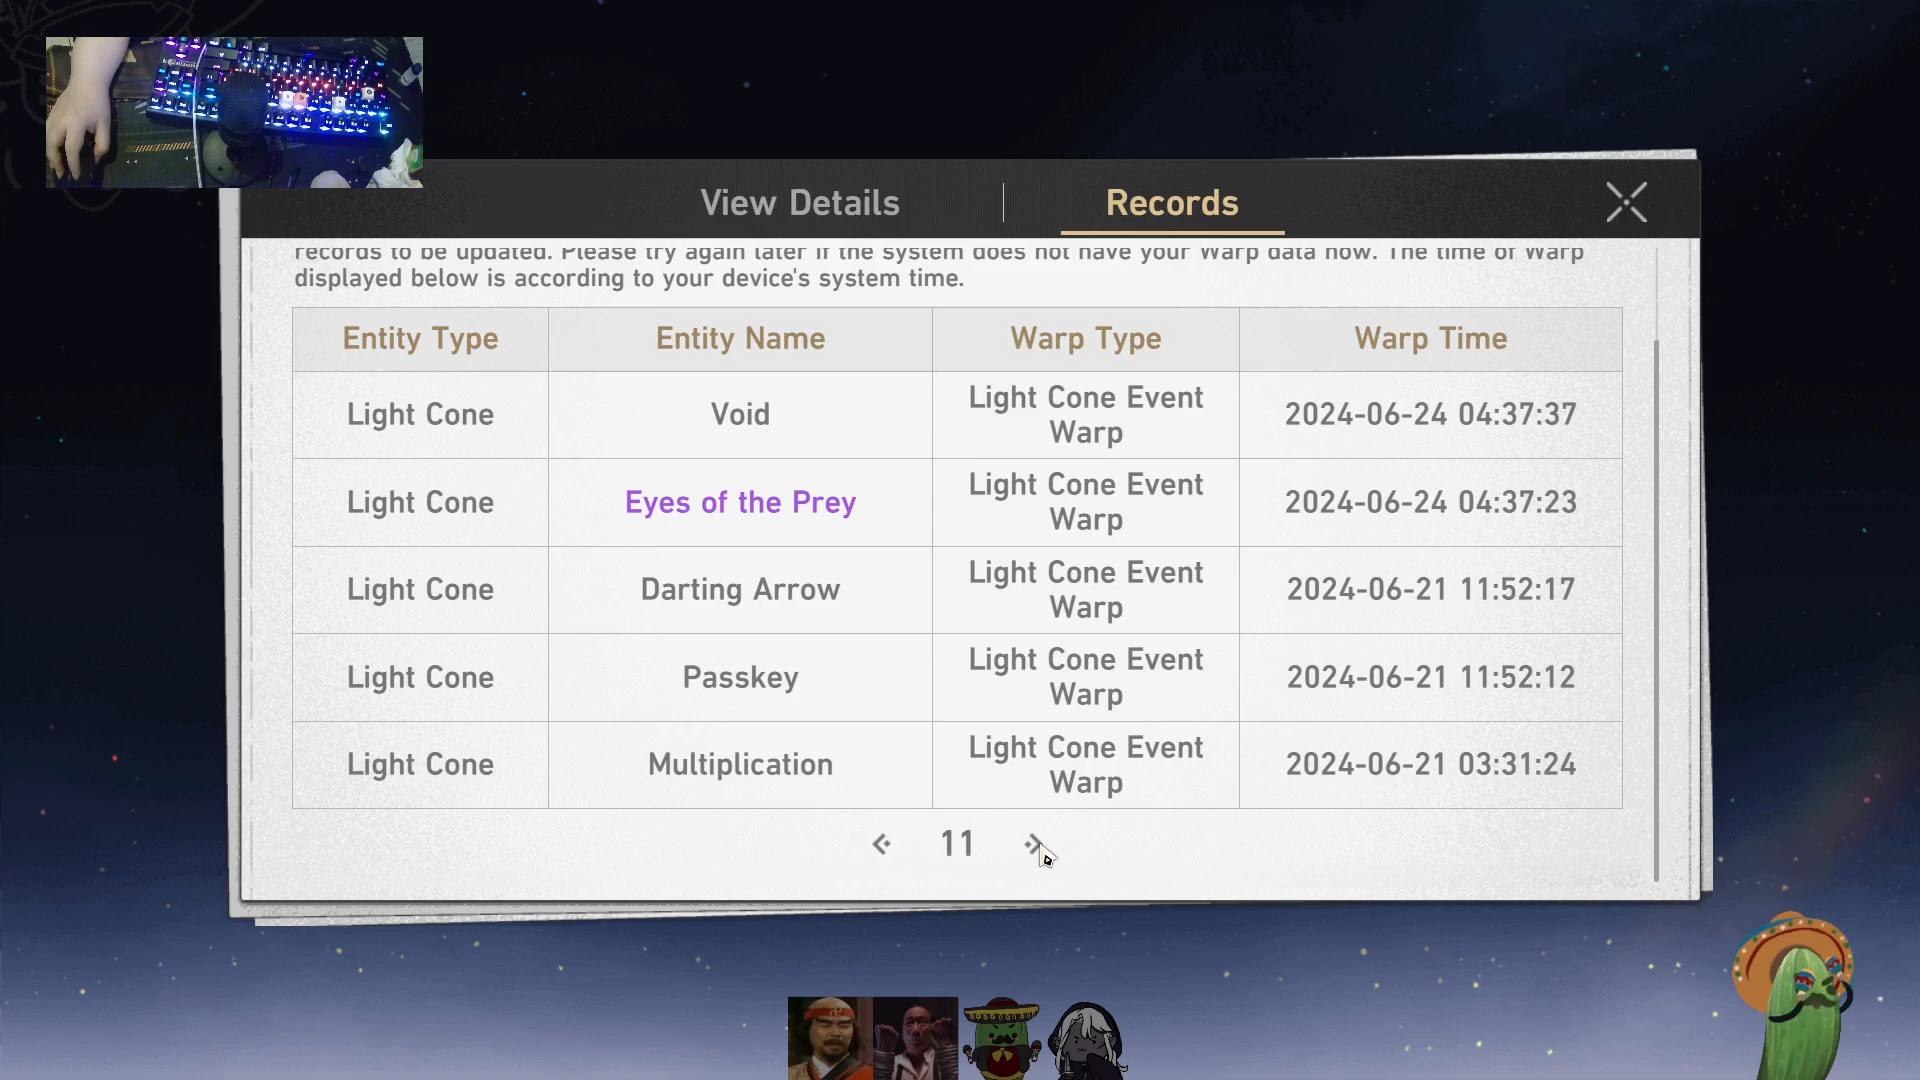 View Details
Records
records to be updated. Please try again later if the system does not have your Warp data now. The time of Warp
displayed below is according to your device's system time.
Entity Type Entity Name Warp Type Warp Time
Light Cone Void Light Cone Event Warp 2024-06-24 04:37:37
Light Cone Eyes of the Prey Light Cone Event Warp 2024-06-24 04:37:23
Light Cone Darting Arrow Light Cone Event Warp 2024-06-21 11:52:17
Light Cone Passkey Light Cone Event Warp 2024-06-21 11:52:12
Light Cone Multiplication Light Cone Event Warp 2024-06-21 03:31:24
11